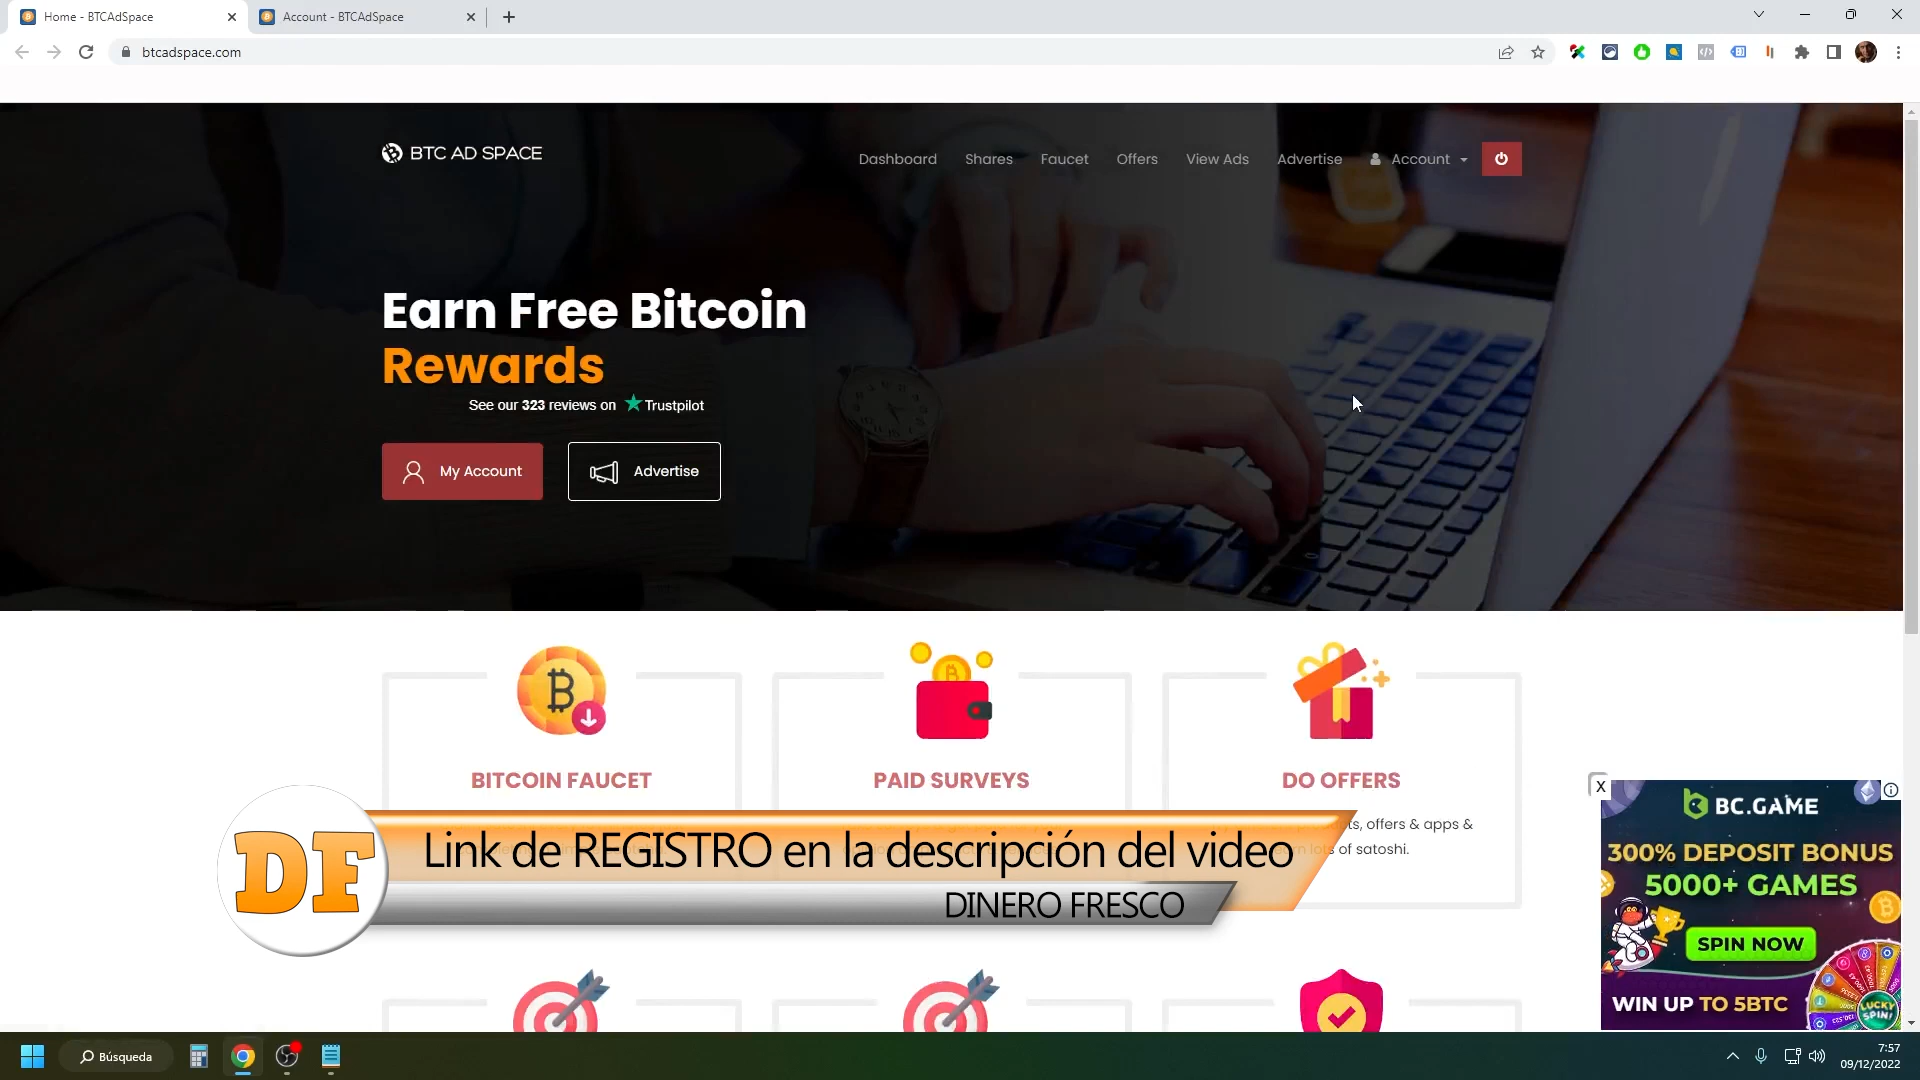 Home - BTCAdSpace
Account - BTCAdSpace
btcadspace.com
BTC AD SPACE
Dashboard
Shares
Faucet
Offers
View Ads
Advertise
Account
Earn Free Bitcoin
Rewards
See our 323 reviews on Trustpilot
My Account
Advertise
BITCOIN FAUCET
PAID SURVEYS
DO OFFERS
ts, offers & apps &
of satoshi.
DF
Link de REGISTRO en la descripción del video
DINERO FRESCO
X
BC.GAME
300% DEPOSIT BONUS
5000+ GAMES
SPIN NOW
WIN UP TO 5BTC
LUCKY
SPIN!
Búsqueda
7:57
09/12/2022